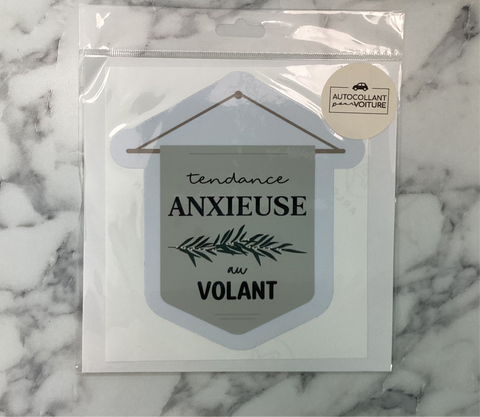 AUTOCOLLANT
pour VOITURE
tendance
ANXIEUSE
au
VOLANT